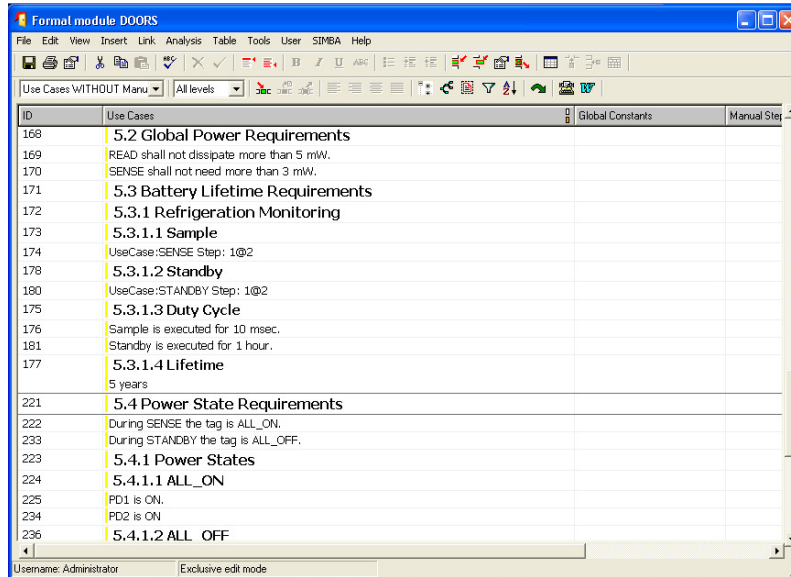 Formal module DOORS
File Edit View Insert Link Analysis Table Tools User SIMBA Help
B I U ABC
Use Cases WITHOUT Manu All levels
ID Use Cases Global Constants Manual Step
168 5.2 Global Power Requirements
169 READ shall not dissipate more than 5 mW.
170 SENSE shall not need more than 3 mW.
171 5.3 Battery Lifetime Requirements
172 5.3.1 Refrigeration Monitoring
173 5.3.1.1 Sample
174 UseCase:SENSE Step: 1@2
178 5.3.1.2 Standby
180 UseCase:STANDBY Step: 1@2
175 5.3.1.3 Duty Cycle
176 Sample is executed for 10 msec.
181 Standby is executed for 1 hour.
177 5.3.1.4 Lifetime
5 years
221 5.4 Power State Requirements
222 During SENSE the tag is ALL_ON.
233 During STANDBY the tag is ALL_OFF.
223 5.4.1 Power States
224 5.4.1.1 ALL_ON
225 PD1 is ON.
234 PD2 is ON
236 5.4.1.2 ALL_OFF
Username: Administrator Exclusive edit mode